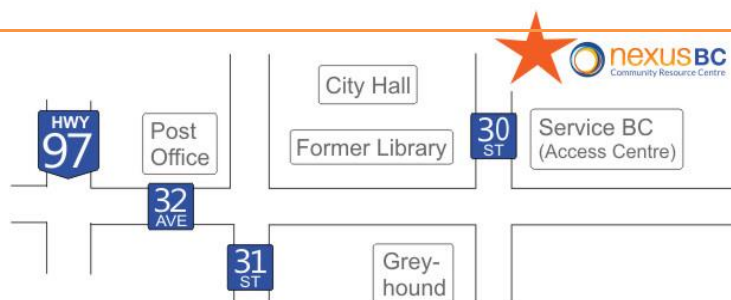 nexusBC
Community Resource Centre
City Hall
HWY
97
Post
Office
Former Library
30
ST
Service BC
(Access Centre)
32
AVE
31
ST
Grey-
hound